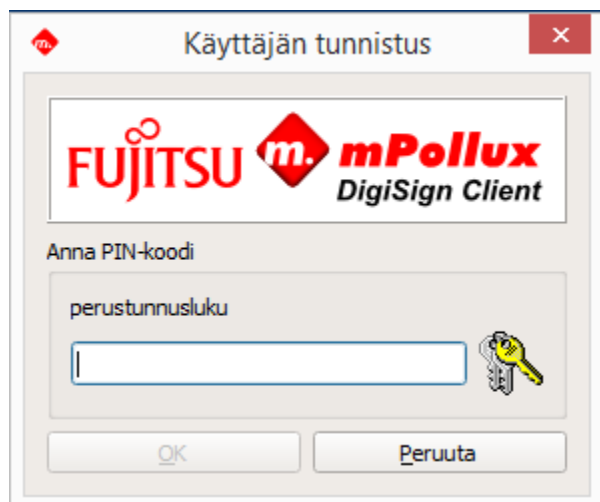 m.
Käyttäjän tunnistus
FUJITSU m. mPollux
DigiSign Client
Anna PIN-koodi
perustunnusluku
OK Peruuta